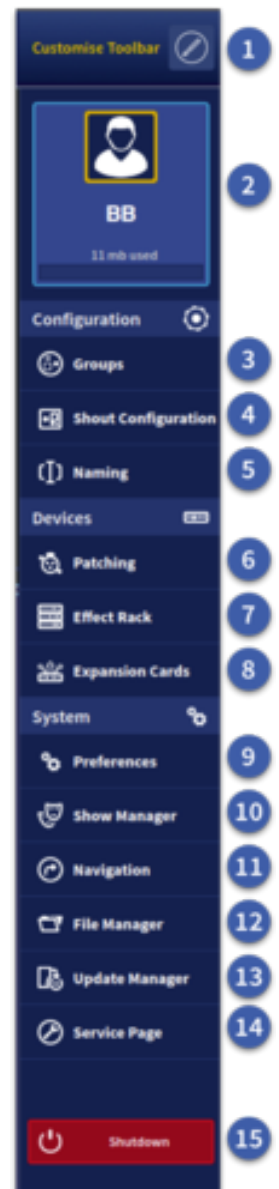 Customise Toolbar 1
2
BB
11 mb used
Configuration
Groups 3
Shout Configuration 4
Naming 5
Devices
Patching 6
Effect Rack 7
Expansion Cards 8
System
Preferences 9
Show Manager 10
Navigation 11
File Manager 12
Update Manager 13
Service Page 14
Shutdown 15